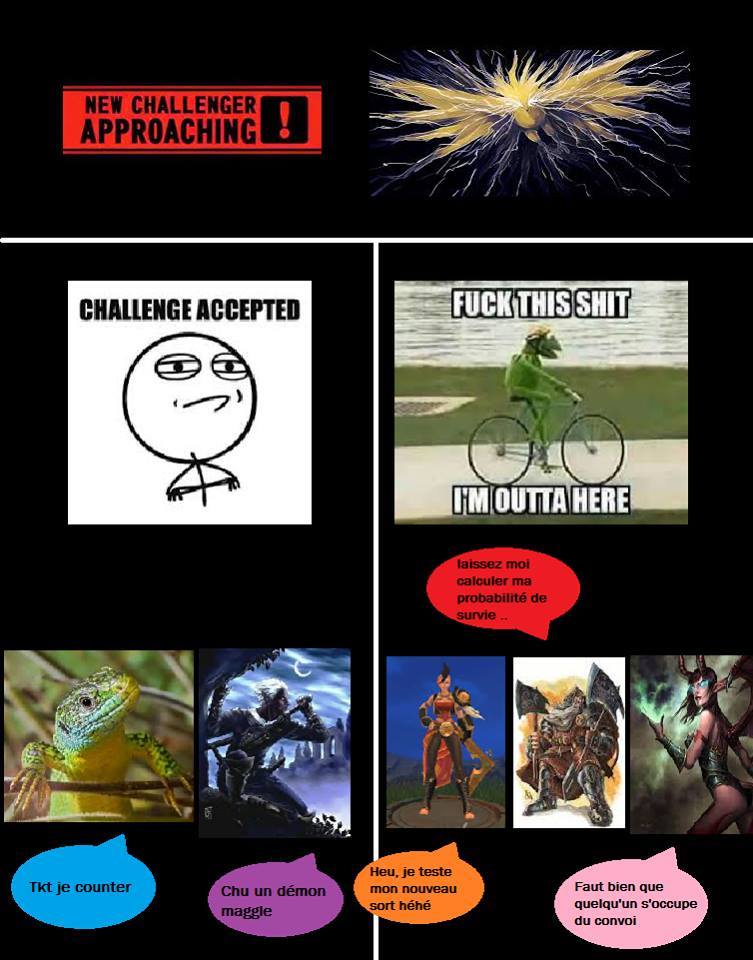 NEW CHALLENGER
APPROACHING !
CHALLENGE ACCEPTED
FUCK THIS SHIT
I'M OUTTA HERE
laissez moi
calculer ma
probabilité de
survie ..
Tkt je counter
Chu un démon
maggle
Heu, je teste
mon nouveau
sort héhé
Faut bien que
quelqu'un s'occupe
du convoi